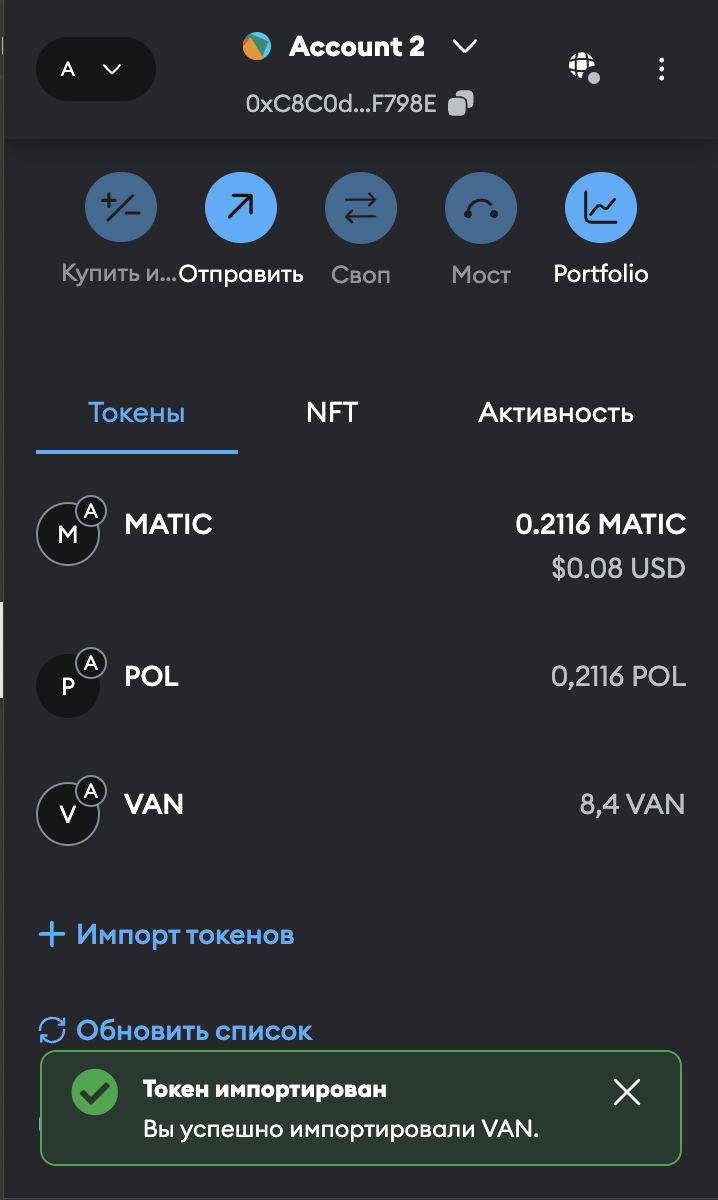 A
Account 2
0xC8C0d...F798E
Купить и...
Отправить
Своп
Мост
Portfolio
Токены
NFT
Активность
M
A
MATIC
0.2116 MATIC
$0.08 USD
P
A
POL
0,2116 POL
V
A
VAN
8,4 VAN
Импорт токенов
Обновить список
Токен импортирован
Вы успешно импортировали VAN.